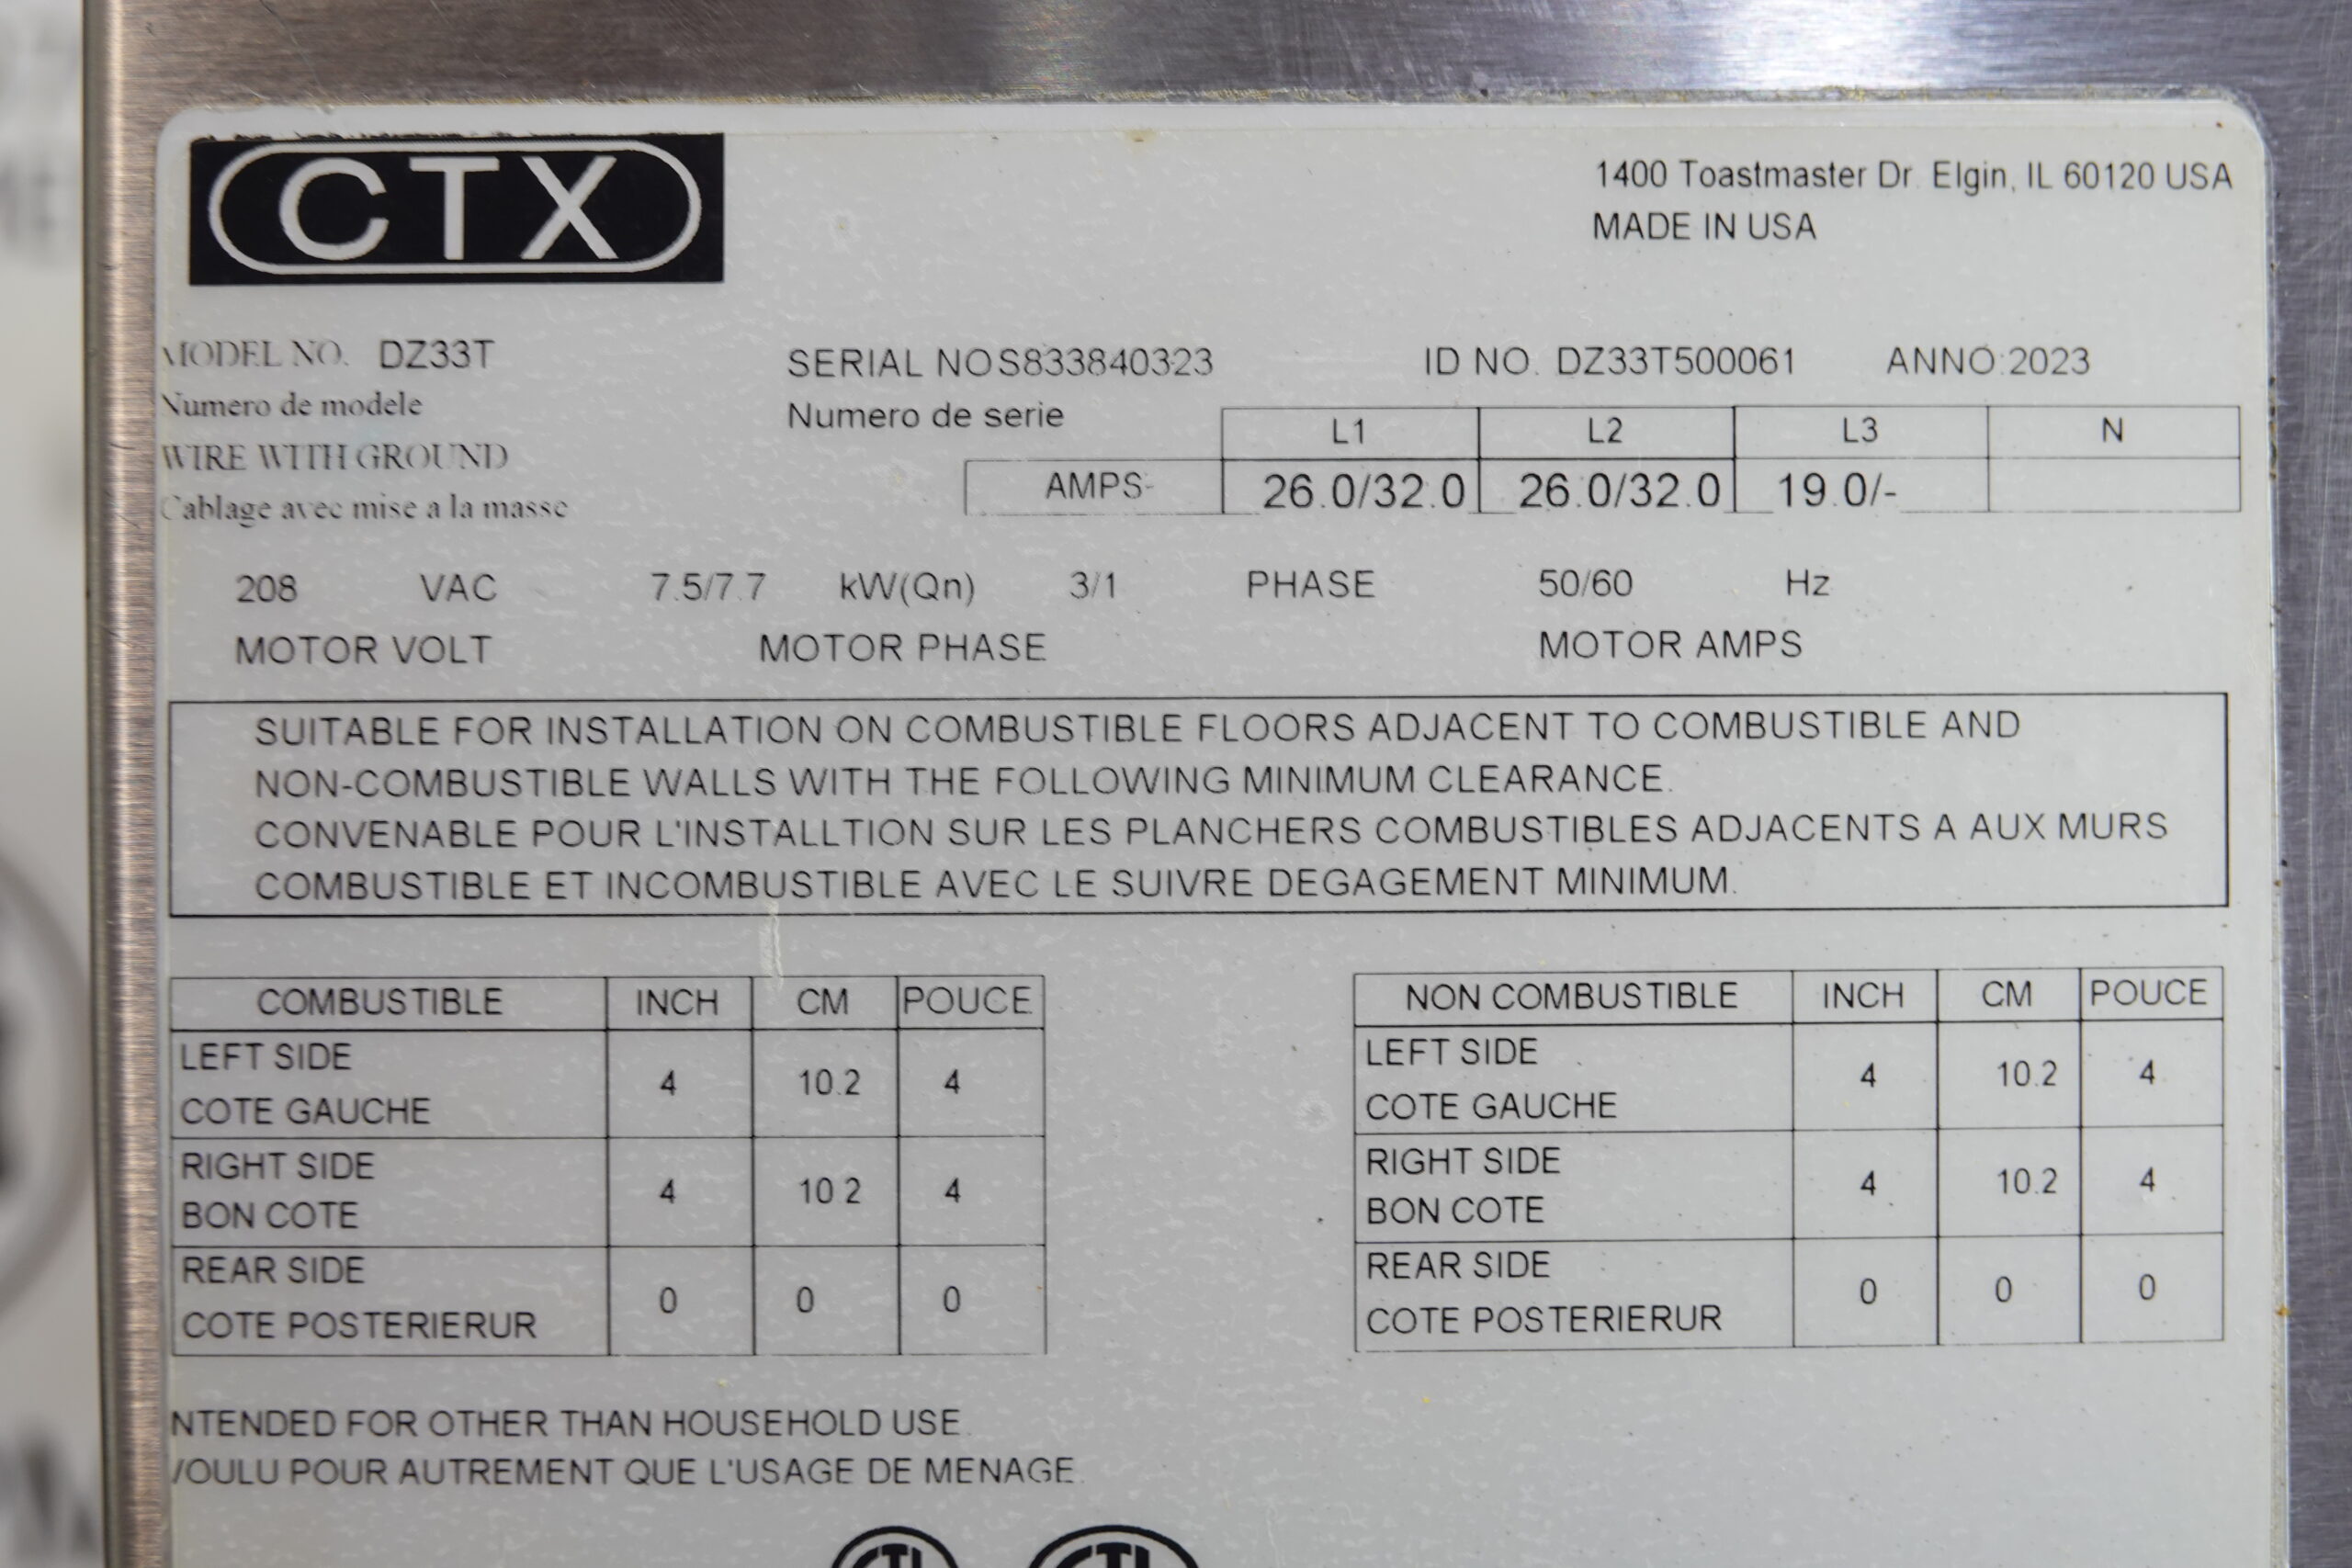 CTX
1400 Toastmaster Dr. Elgin, IL 60120 USA
MADE IN USA
MODEL NO. DZ33T
SERIAL NO S833840323
ID NO. DZ33T500061
ANNO:2023
Numero de modele
Numero de serie
WIRE WITH GROUND
Cablage avec mise a la masse
L1 L2 L3 N
AMPS- 26.0/32.0 26.0/32.0 19.0/-
208 VAC 7.5/7.7 kW(Qn) 3/1 PHASE 50/60 Hz
MOTOR VOLT MOTOR PHASE MOTOR AMPS
SUITABLE FOR INSTALLATION ON COMBUSTIBLE FLOORS ADJACENT TO COMBUSTIBLE AND
NON-COMBUSTIBLE WALLS WITH THE FOLLOWING MINIMUM CLEARANCE.
CONVENABLE POUR L'INSTALLTION SUR LES PLANCHERS COMBUSTIBLES ADJACENTS A AUX MURS
COMBUSTIBLE ET INCOMBUSTIBLE AVEC LE SUIVRE DEGAGEMENT MINIMUM.
COMBUSTIBLE INCH CM POUCE
LEFT SIDE
COTE GAUCHE 4 10.2 4
RIGHT SIDE
BON COTE 4 10.2 4
REAR SIDE
COTE POSTERIERUR 0 0 0
NON COMBUSTIBLE INCH CM POUCE
LEFT SIDE
COTE GAUCHE 4 10.2 4
RIGHT SIDE
BON COTE 4 10.2 4
REAR SIDE
COTE POSTERIERUR 0 0 0
NTENDED FOR OTHER THAN HOUSEHOLD USE.
VOULU POUR AUTREMENT QUE L'USAGE DE MENAGE.